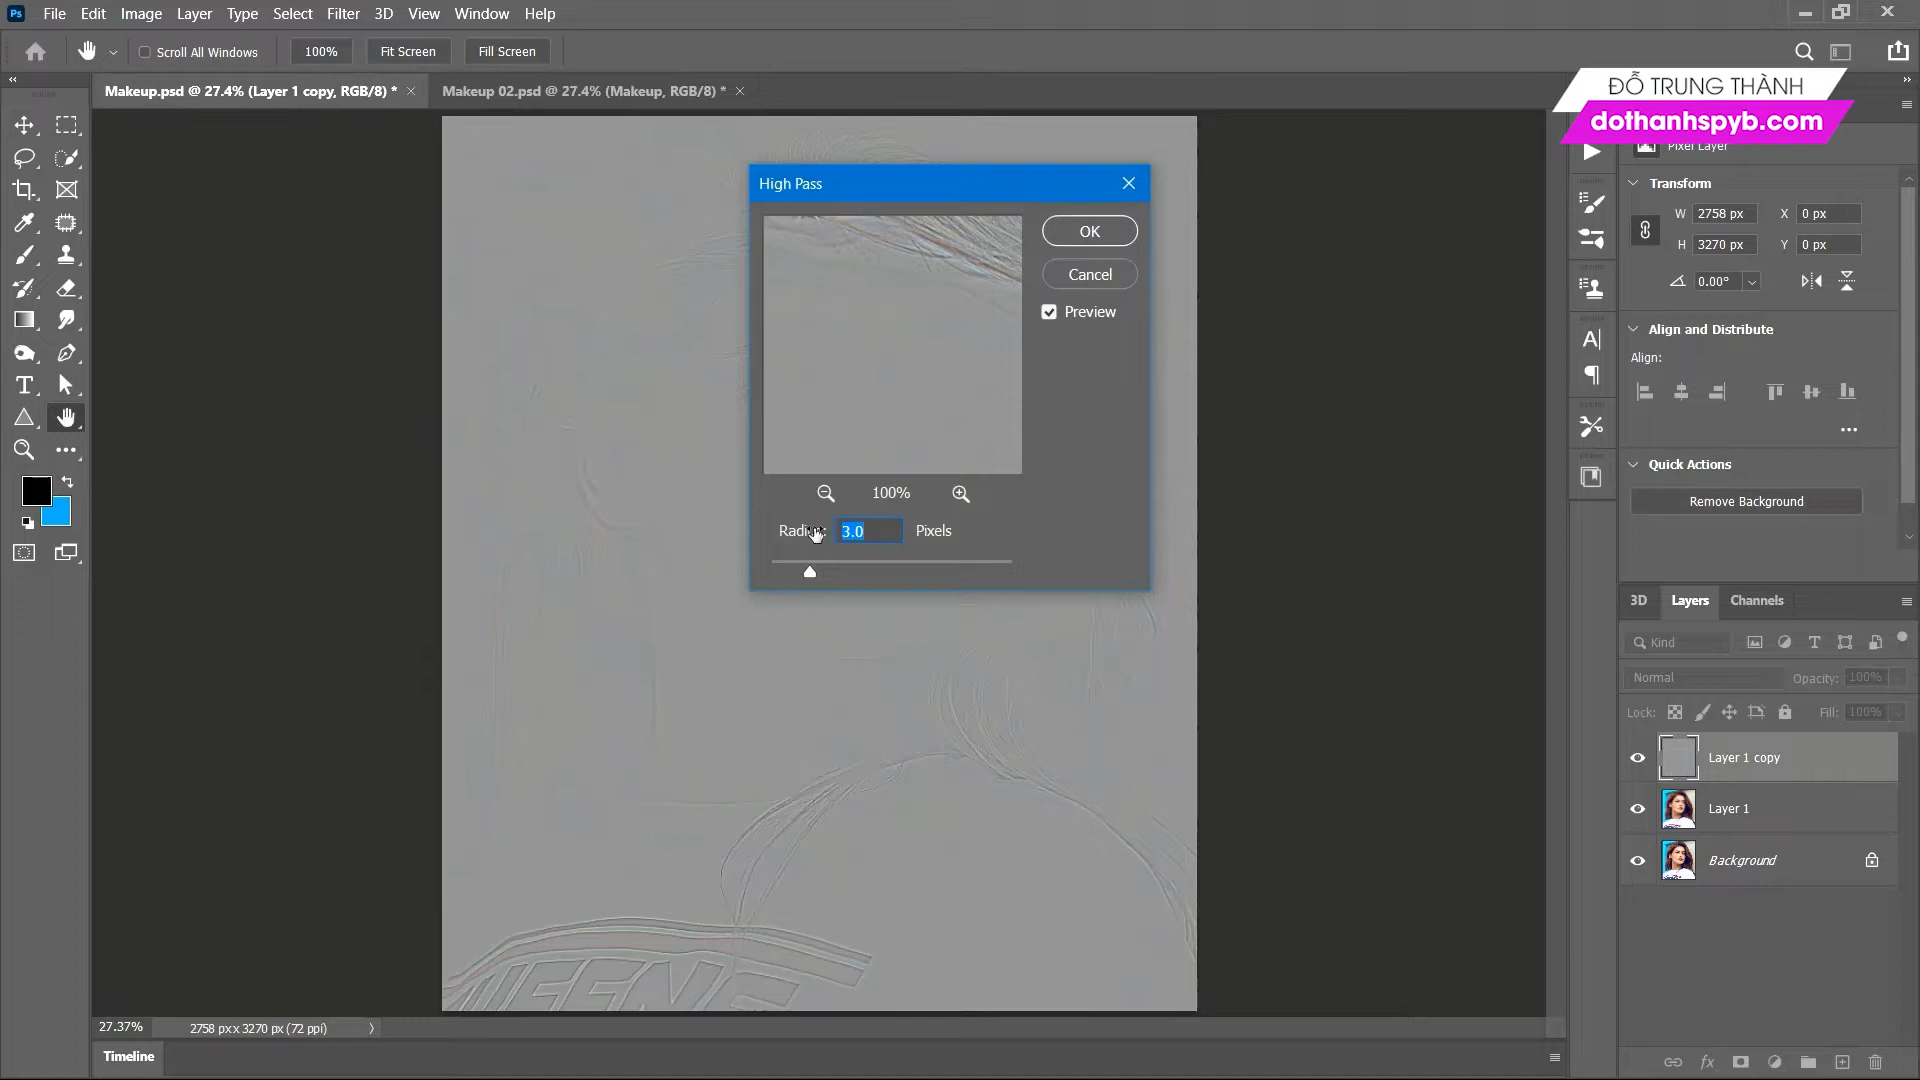 Ps File Edit Image Layer Type Select Filter 3D View Window Help
Scroll All Windows 100% Fit Screen Fill Screen
Makeup.psd @ 27.4% (Layer 1 copy, RGB/8) * Makeup 02.psd @ 27.4% (Makeup, RGB/8) *
ĐỖ TRUNG THÀNH
dothanhspyb.com
Pixel Layer
High Pass
OK
Cancel
Preview
100%
Radius: 3.0 Pixels
Transform
W 2758 px X 0 px
H 3270 px Y 0 px
0.00°
Align and Distribute
Align:
Quick Actions
Remove Background
3D Layers Channels
Kind
Normal Opacity: 100%
Lock: Fill: 100%
Layer 1 copy
Layer 1
Background
27.37% 2758 px x 3270 px (72 ppi)
Timeline